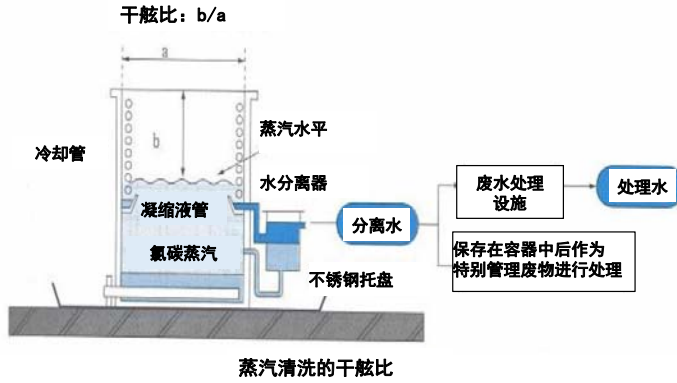 干舷比：b/a
a
b
蒸汽水平
冷却管
水分离器
凝缩液管
氯碳蒸汽
不锈钢托盘
分离水
废水处理
设施
处理水
保存在容器中后作为
特别管理废物进行处理
蒸汽清洗的干舷比